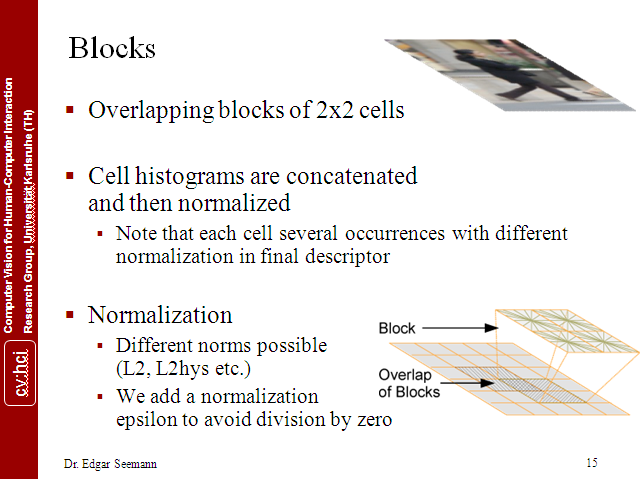 Blocks
Overlapping blocks of 2x2 cells
Cell histograms are concatenated
and then normalized
Note that each cell several occurrences with different
normalization in final descriptor
Normalization
Different norms possible
(L2, L2hys etc.)
We add a normalization
epsilon to avoid division by zero
Block
Overlap
of Blocks
Computer Vision for Human-Computer Interaction
Research Group, Universität Karlsruhe (TH)
cv:hci
Dr. Edgar Seemann
15